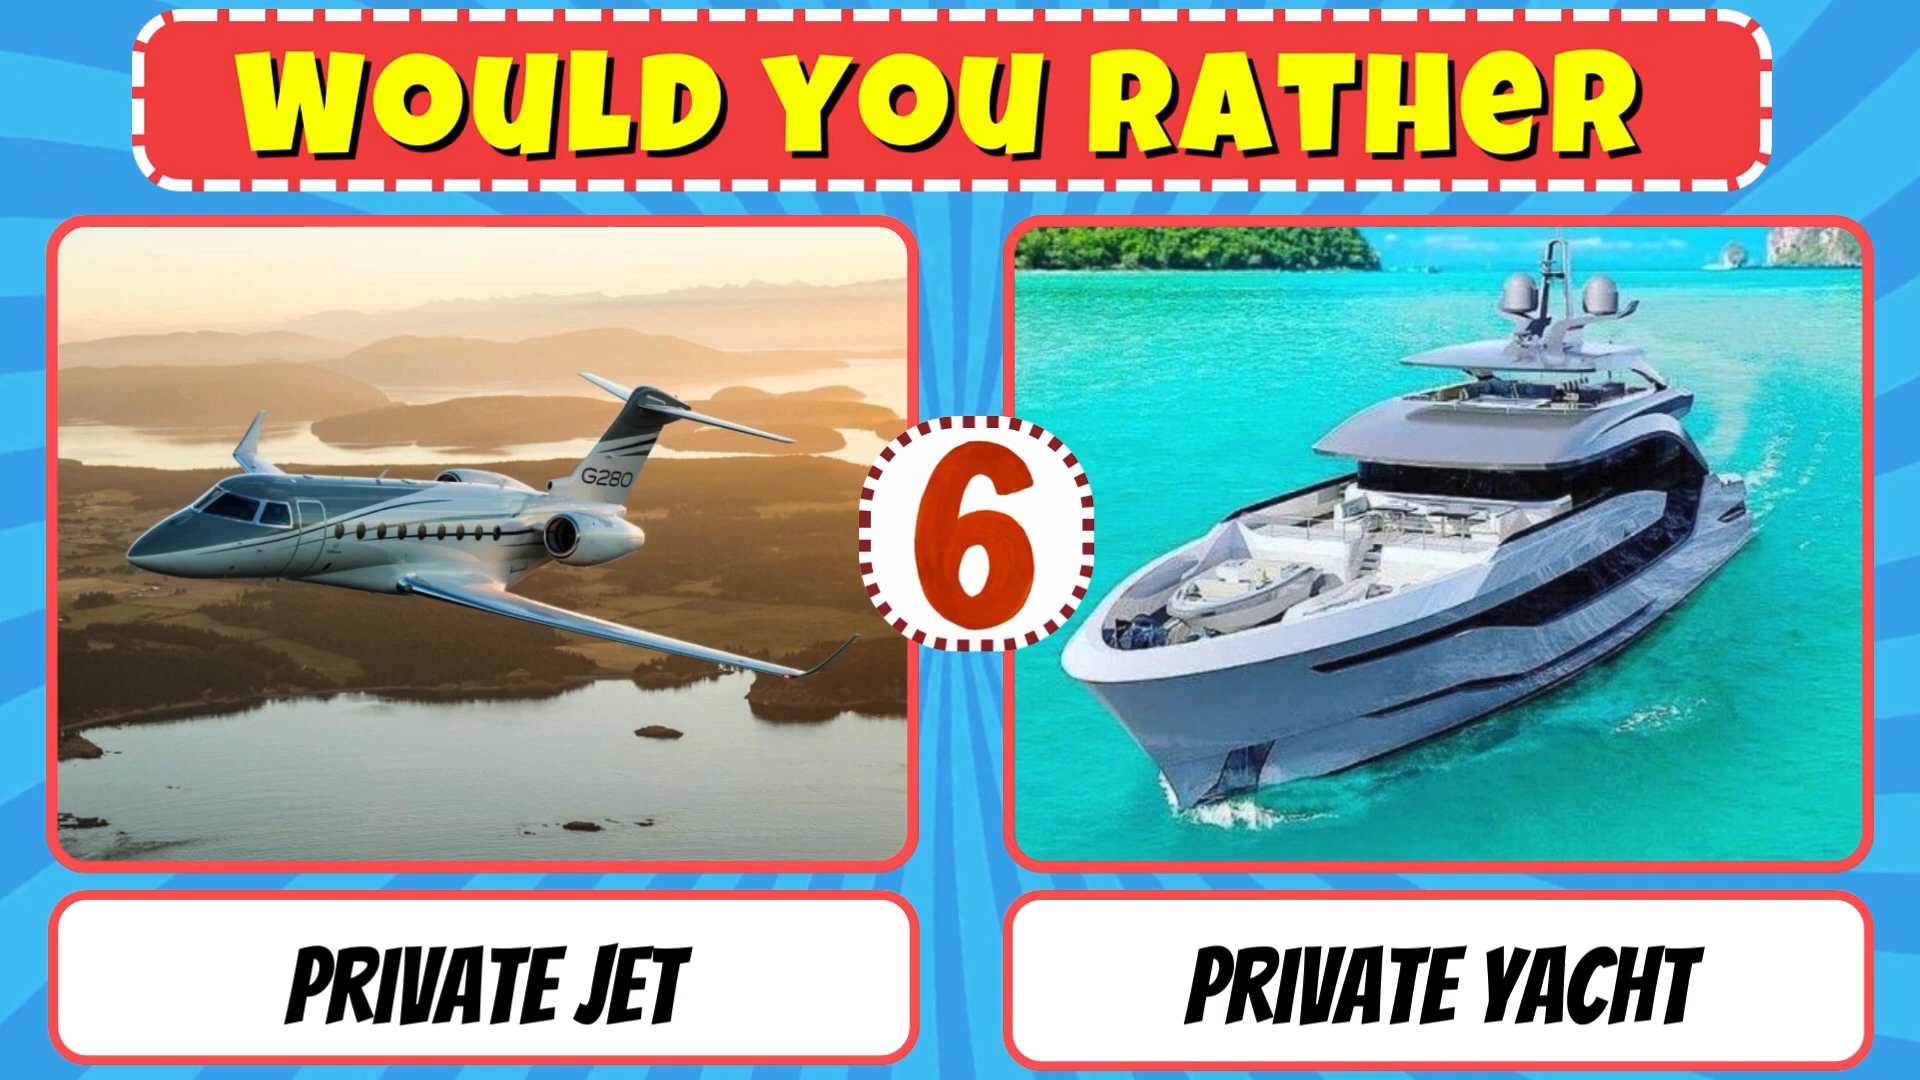 WOULD YOU RATHER
G280
6
PRIVATE JET
PRIVATE YACHT